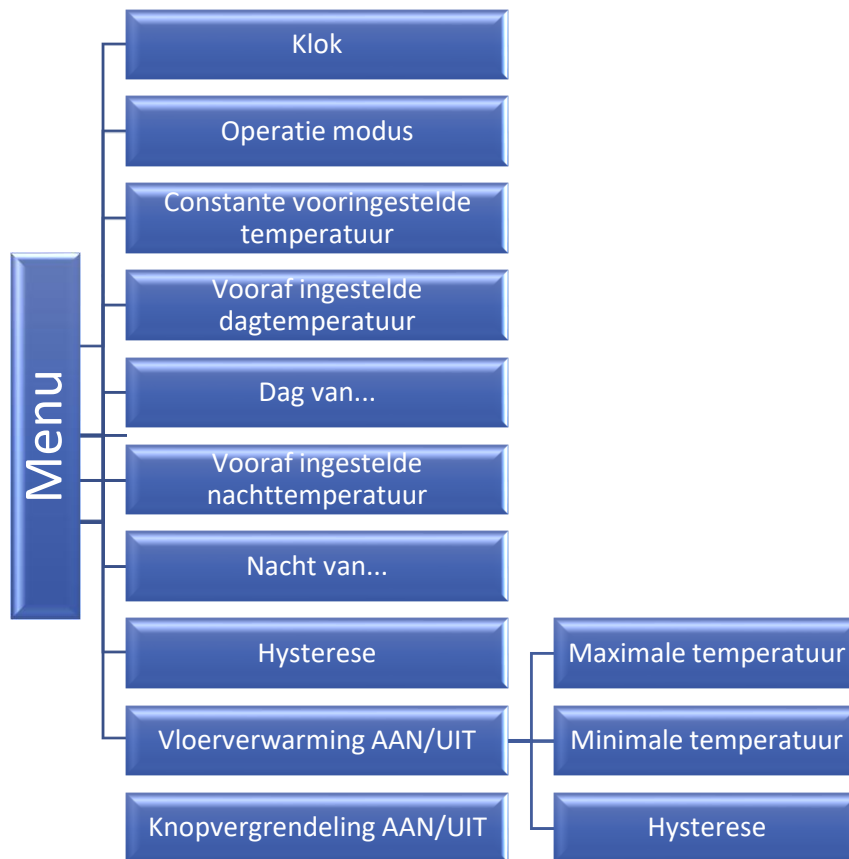 Menu
Klok
Operatie modus
Constante vooringestelde
temperatuur
Vooraf ingestelde
dagtemperatuur
Dag van...
Vooraf ingestelde
nachttemperatuur
Nacht van...
Hysterese
Vloerverwarming AAN/UIT
Maximale temperatuur
Minimale temperatuur
Hysterese
Knopvergrendeling AAN/UIT